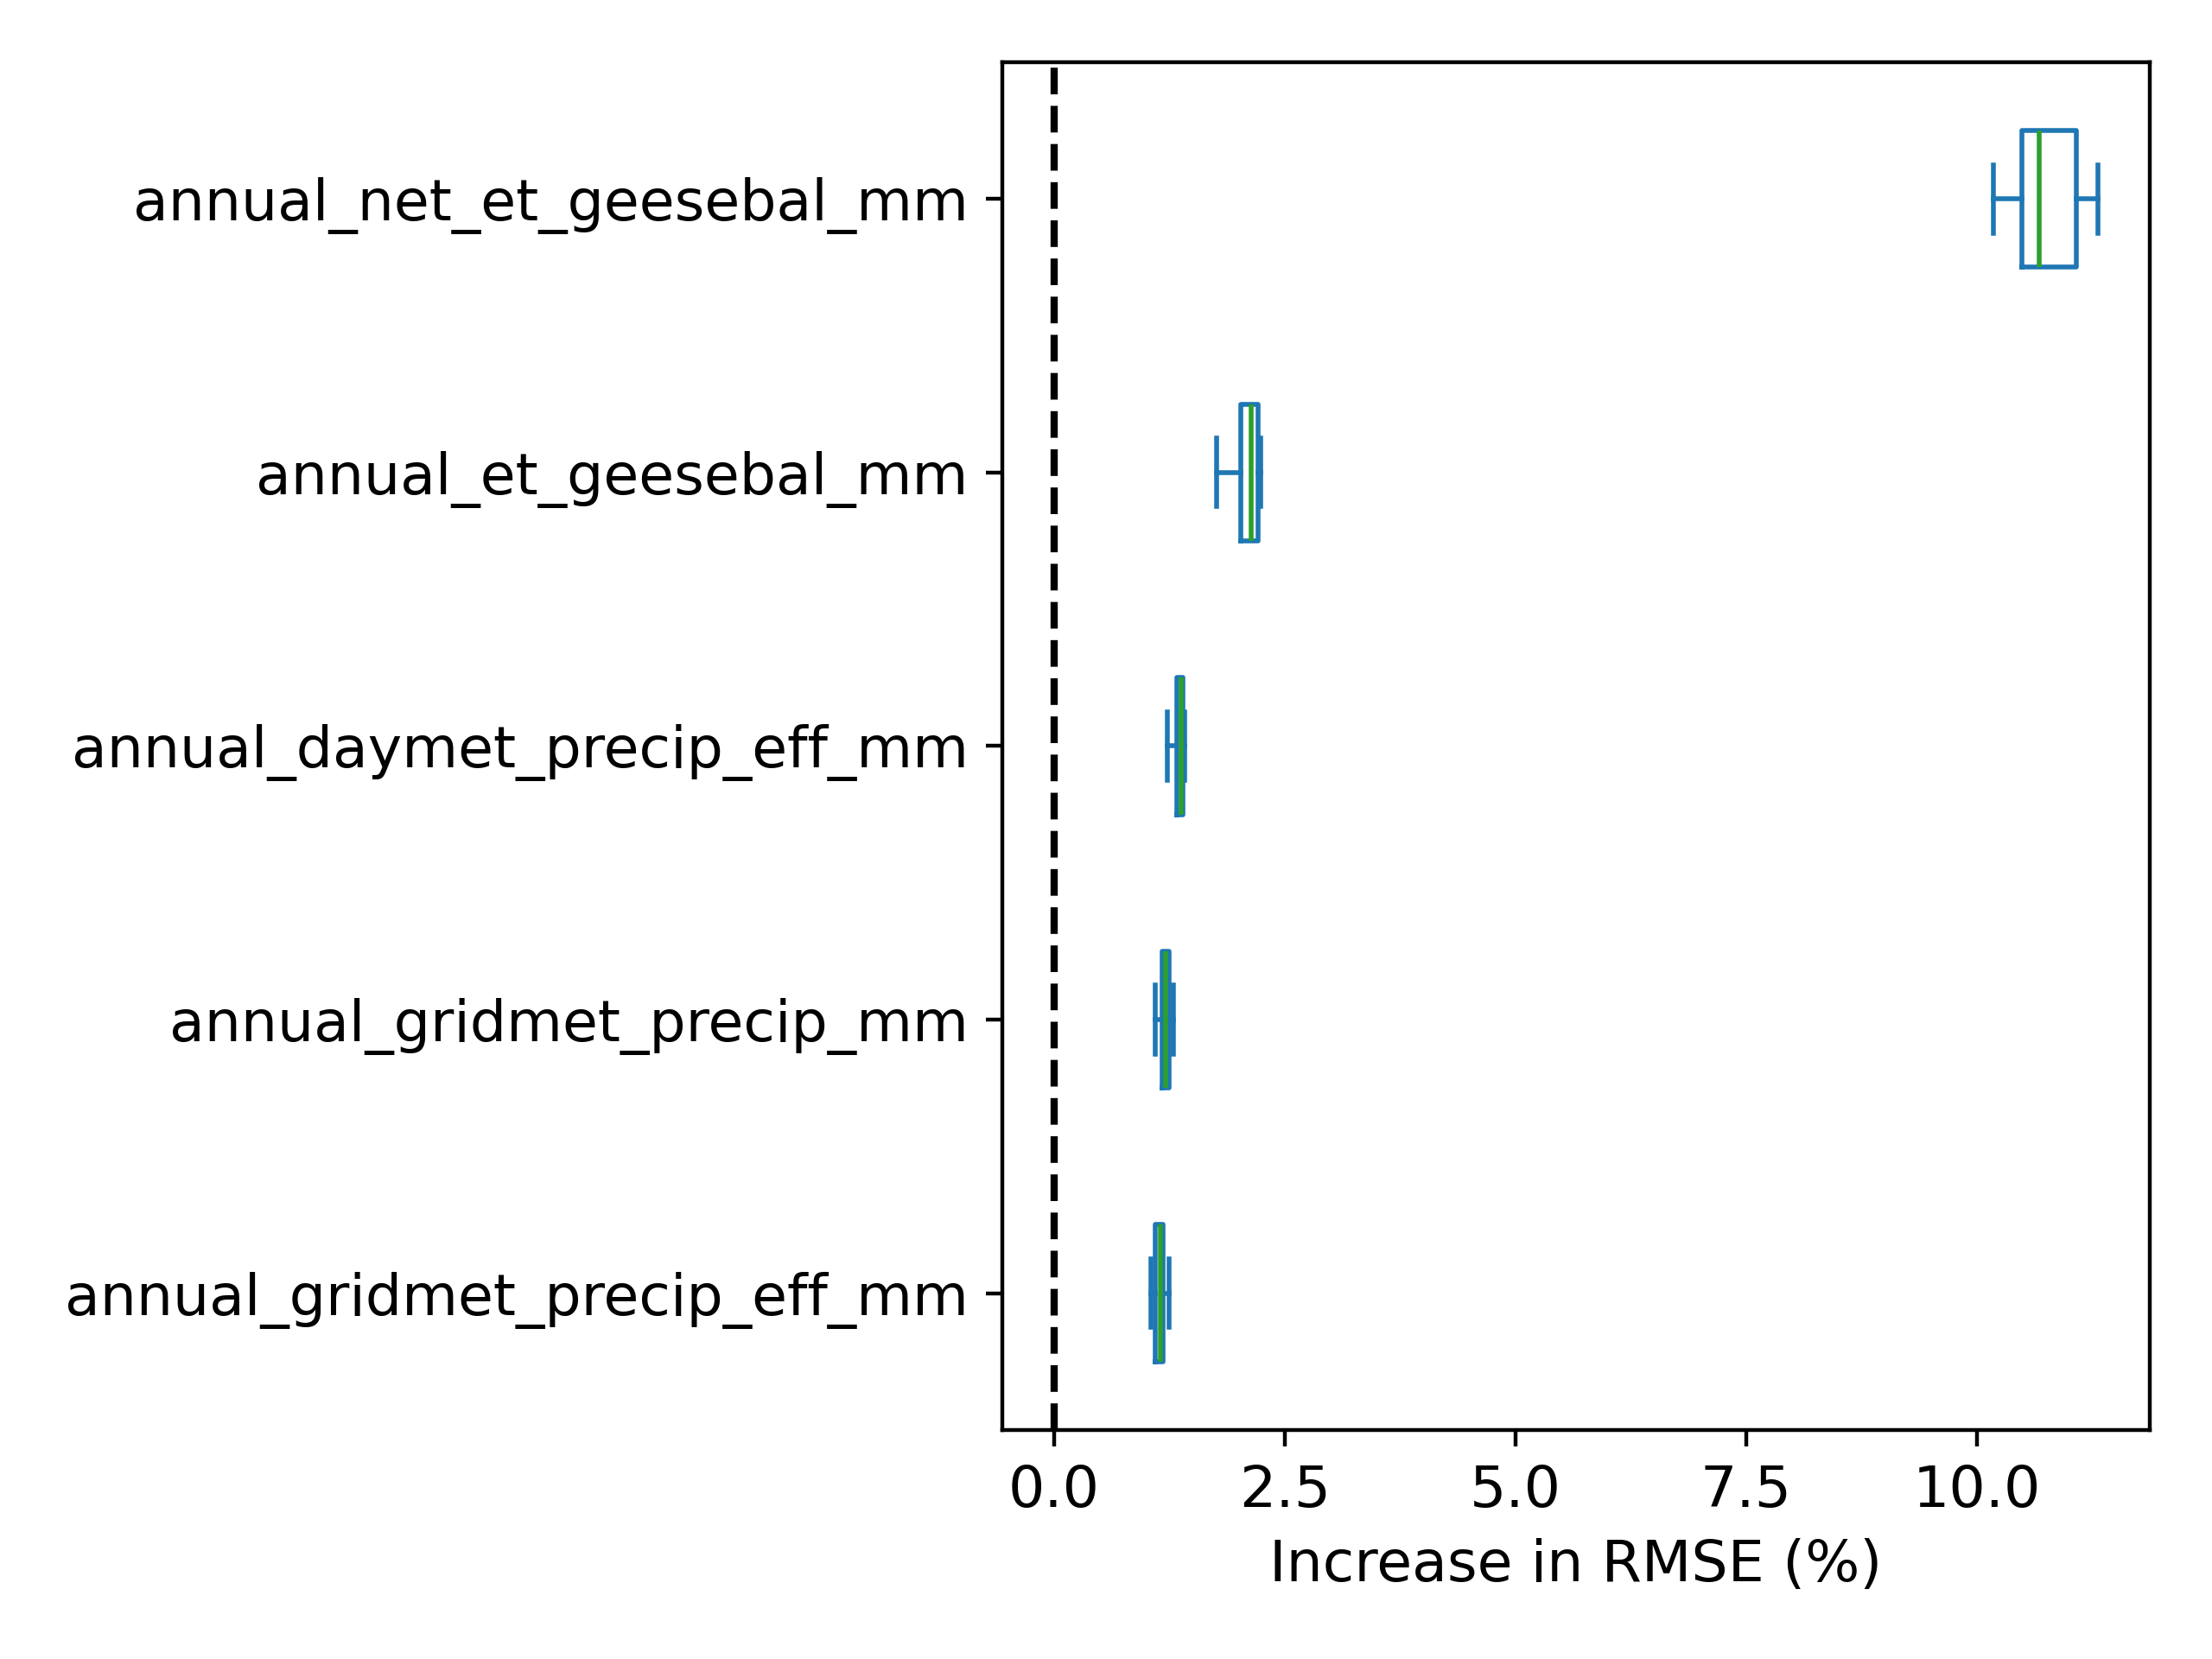 annual_net_et_geesebal_mm
annual_et_geesebal_mm
annual_daymet_precip_eff_mm
annual_gridmet_precip_mm
annual_gridmet_precip_eff_mm
0.0 2.5 5.0 7.5 10.0
Increase in RMSE (%)